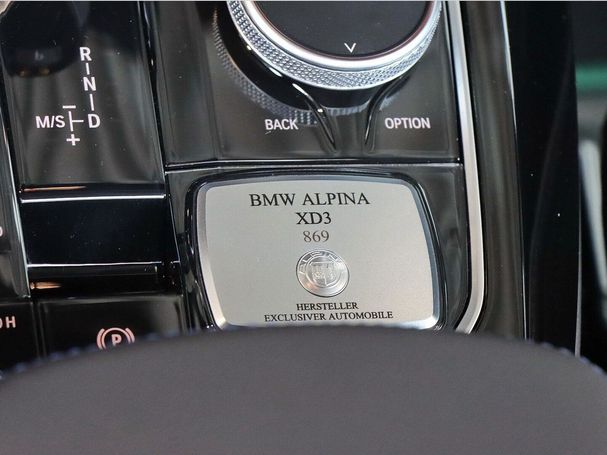 R
N
D
M/S
+
BACK
OPTION
BMW ALPINA
XD3
869
HERSTELLER
EXCLUSIVER AUTOMOBILE
H
P